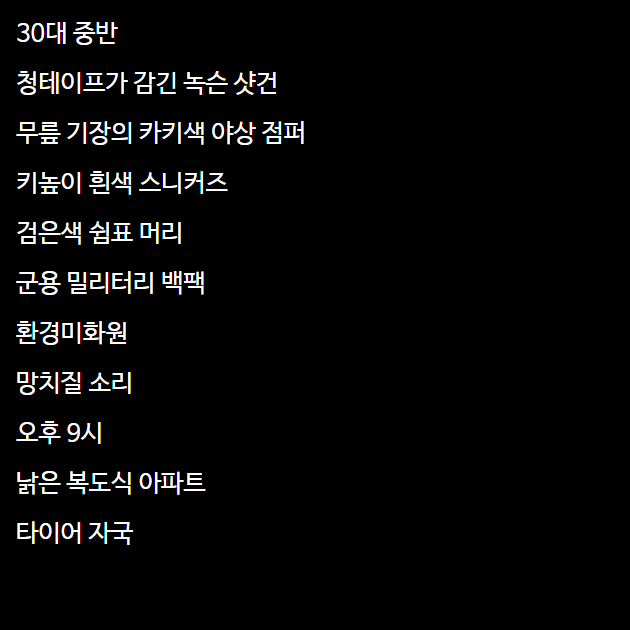 30대 중반
청테이프가 감긴 녹슨 샷건
무릎 기장의 카키색 야상 점퍼
키높이 흰색 스니커즈
검은색 쉼표 머리
군용 밀리터리 백팩
환경미화원
망치질 소리
오후 9시
낡은 복도식 아파트
타이어 자국